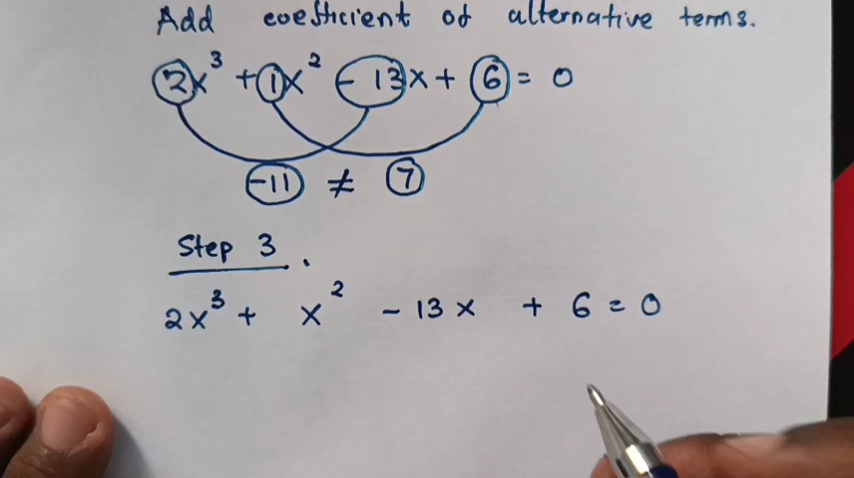 Add coefficient of alternative terms.
2x³ + 1x² - 13x + 6 = 0
-11 ≠ 7
Step 3.
2x³ + x² - 13x + 6 = 0